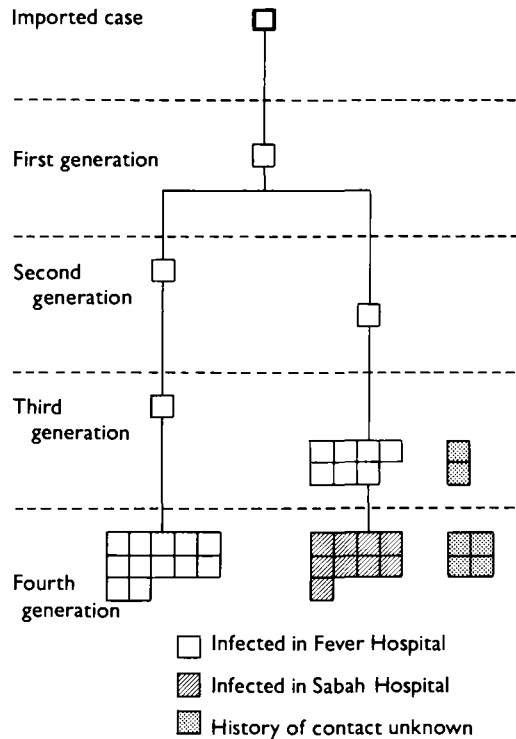 Imported case
First generation
Second
generation
Third
generation
Fourth
generation
Infected in Fever Hospital
Infected in Sabah Hospital
History of contact unknown